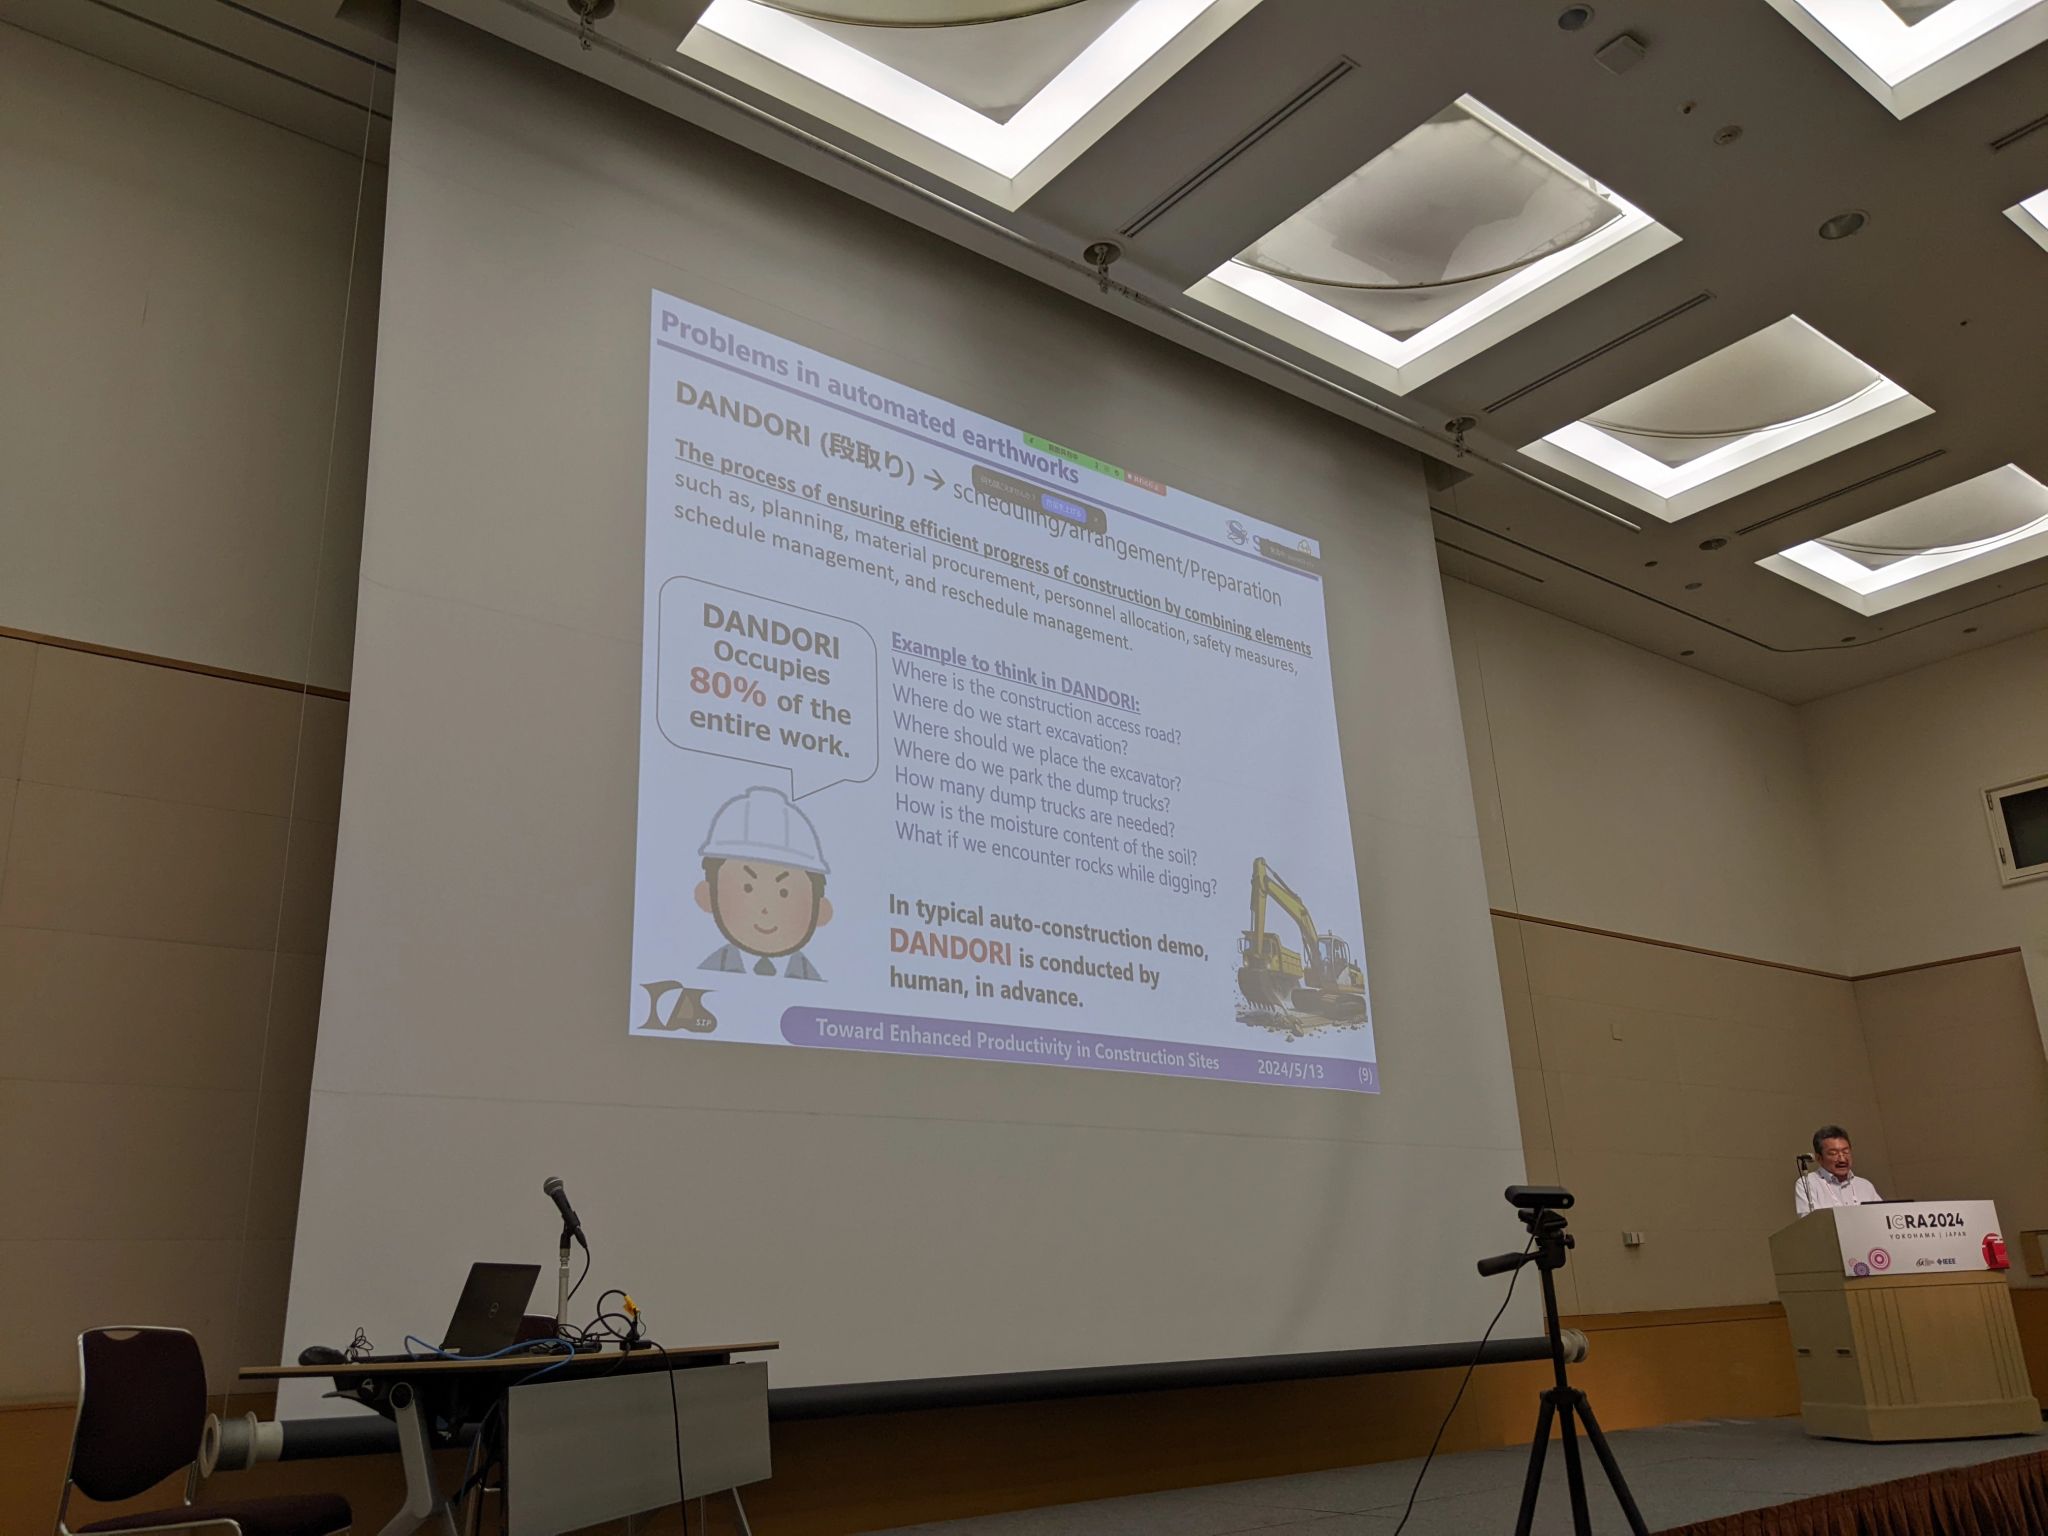 Problems in automated earthworks
DANDORI (段取り) → scheduling/arrangement/Preparation
The process of ensuring efficient progress of construction by combining elements
such as, planning, material procurement, personnel allocation, safety measures,
schedule management, and reschedule management.
DANDORI
Occupies
80% of the
entire work.
Example to think in DANDORI:
Where is the construction access road?
Where do we start excavation?
Where should we place the excavator?
Where do we park the dump trucks?
How many dump trucks are needed?
How is the moisture content of the soil?
What if we encounter rocks while digging?
In typical auto-construction demo,
DANDORI is conducted by
human, in advance.
SIP
Toward Enhanced Productivity in Construction Sites 2024/5/13 (9)
ICRA2024
YOKOHAMA | JAPAN
IEEE